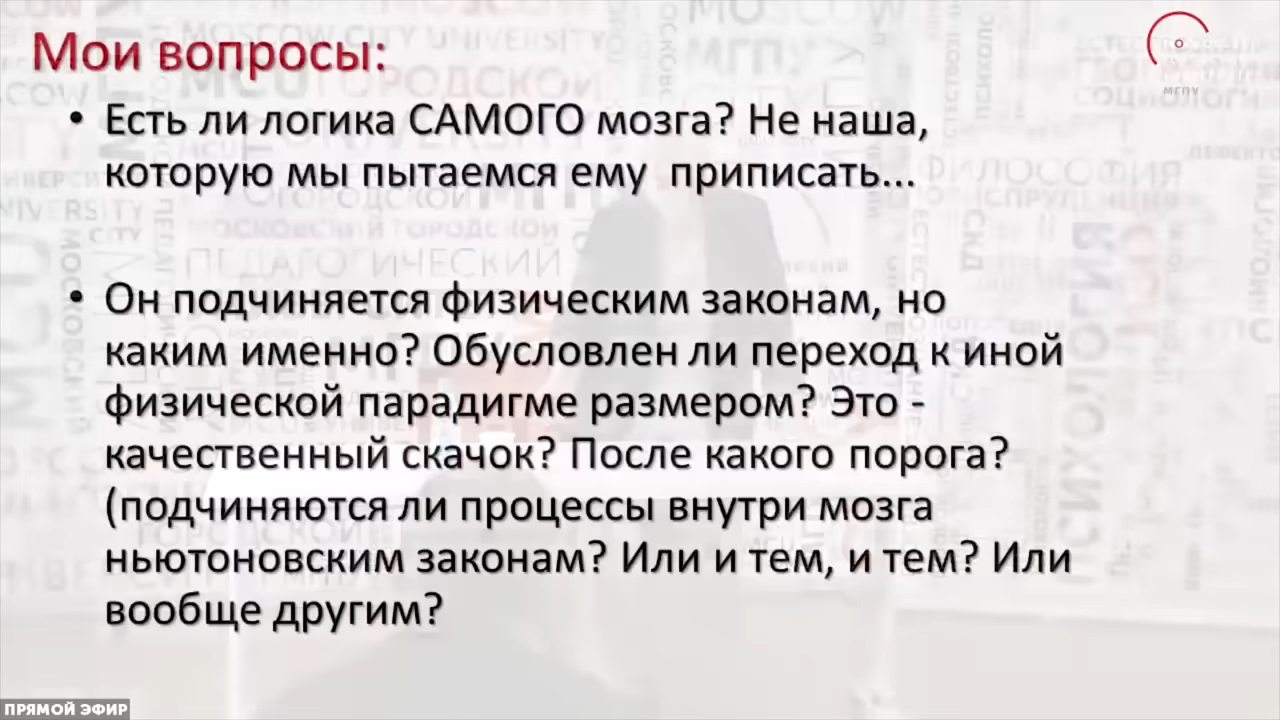 Мои вопросы:
• Есть ли логика САМОГО мозга? Не наша,
которую мы пытаемся ему приписать...
• Он подчиняется физическим законам, но
каким именно? Обусловлен ли переход к иной
физической парадигме размером? Это -
качественный скачок? После какого порога?
(подчиняются ли процессы внутри мозга
ньютоновским законам? Или и тем, и тем? Или
вообще другим?
МГПУ
ПРЯМОЙ ЭФИР